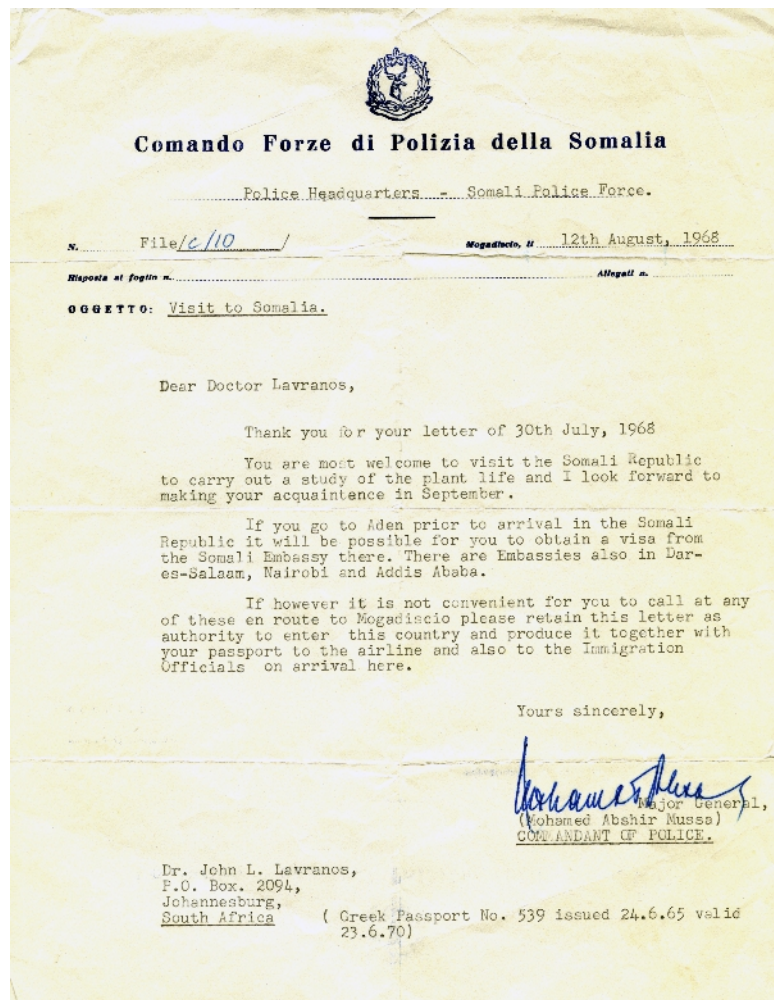 Comando Forze di Polizia della Somalia
Police Headquarters - Somali Police Force.
N. File/c/10 /
Mogadiscio, li 12th August, 1968
Risposta al foglio n.
Allegati n.
OGGETTO: Visit to Somalia.
Dear Doctor Lavranos,
Thank you for your letter of 30th July, 1968
You are most welcome to visit the Somali Republic
to carry out a study of the plant life and I look forward to
making your acquaintence in September.
If you go to Aden prior to arrival in the Somali
Republic it will be possible for you to obtain a visa from
the Somali Embassy there. There are Embassies also in Dar-
es-Salaam, Nairobi and Addis Ababa.
If however it is not convenient for you to call at any
of these en route to Mogadiscio please retain this letter as
authority to enter this country and produce it together with
your passport to the airline and also to the Immigration
Officials on arrival here.
Yours sincerely,
Major General,
(Mohamed Abshir Mussa)
COMMANDANT OF POLICE.
Dr. John L. Lavranos,
P.O. Box. 2094,
Johannesburg,
South Africa ( Greek Passport No. 539 issued 24.6.65 valid
23.6.70)